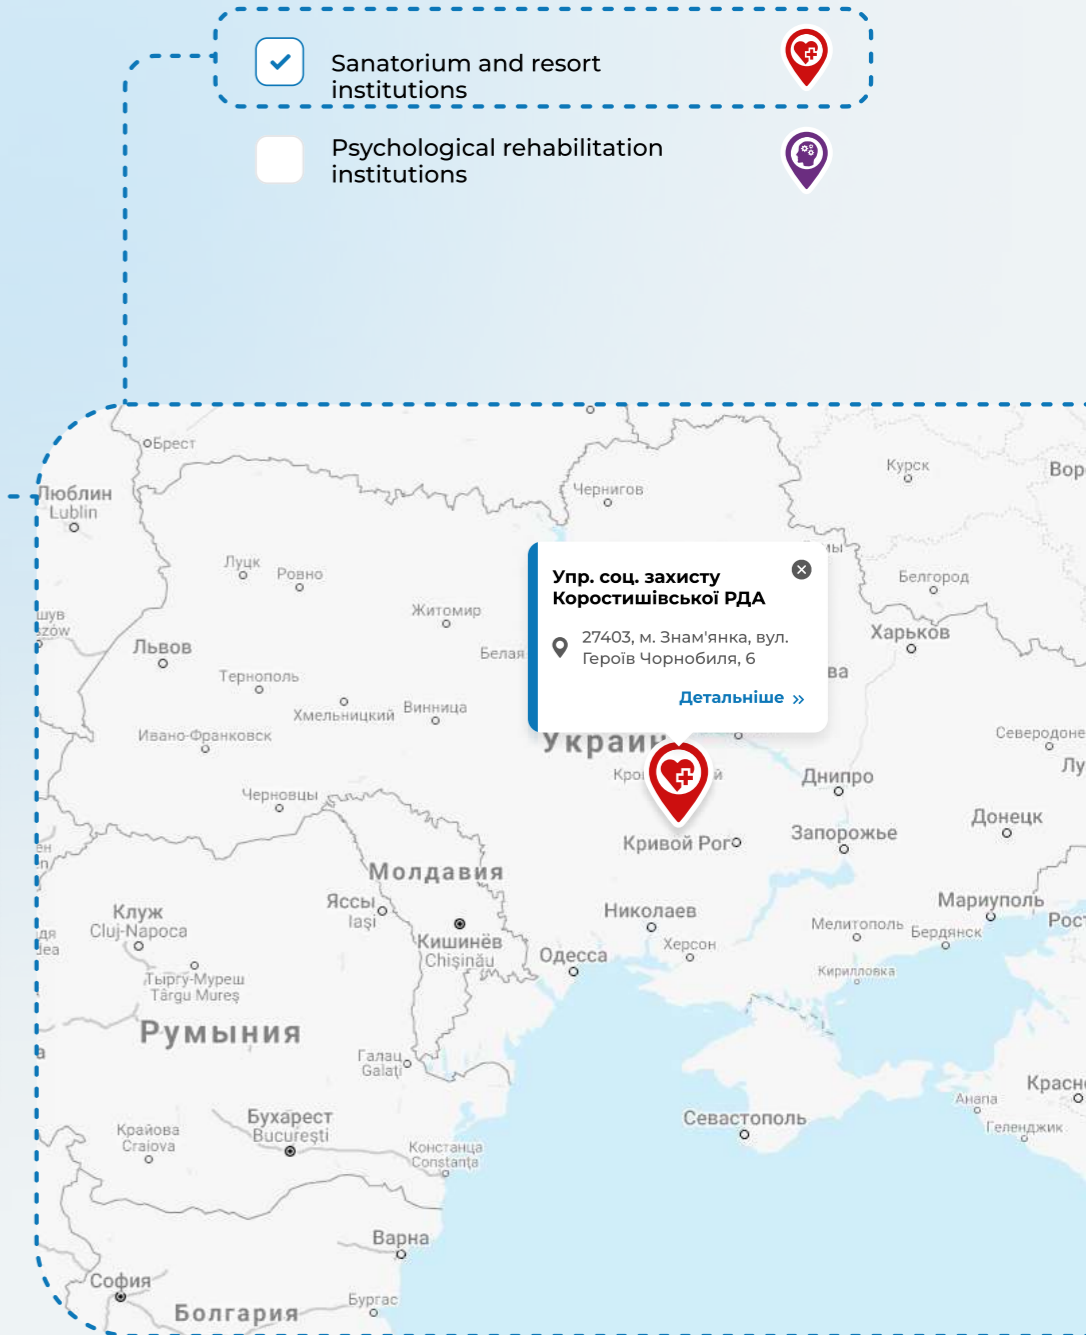 Sanatorium and resort
institutions
Psychological rehabilitation
institutions
Брест
Курск
Люблин
Lublin
Чернигов
Луцк
Ровно
Белгород
Житомир
Харьков
Львов
Белая
Упр. соц. захисту
Коростишівської РДА
27403, м. Знам'янка, вул.
Героїв Чорнобиля, 6
Детальніше »
Тернополь
Хмельницкий
Винница
Ивано-Франковск
Днипро
Черновцы
Донецк
Кривой Рог
Запорожье
Молдавия
Яссы
Iași
Клуж
Cluj-Napoca
Николаев
Мариуполь
Мелитополь
Бердянск
Кишинёв
Chișinău
Одесса
Херсон
Кирилловка
Тыргу-Муреш
Târgu Mureș
Румыния
Галац
Galați
Бухарест
București
Крайова
Craiova
Севастополь
Анапа
Геленджик
Констанца
Constanța
Варна
София
Бургас
Болгария